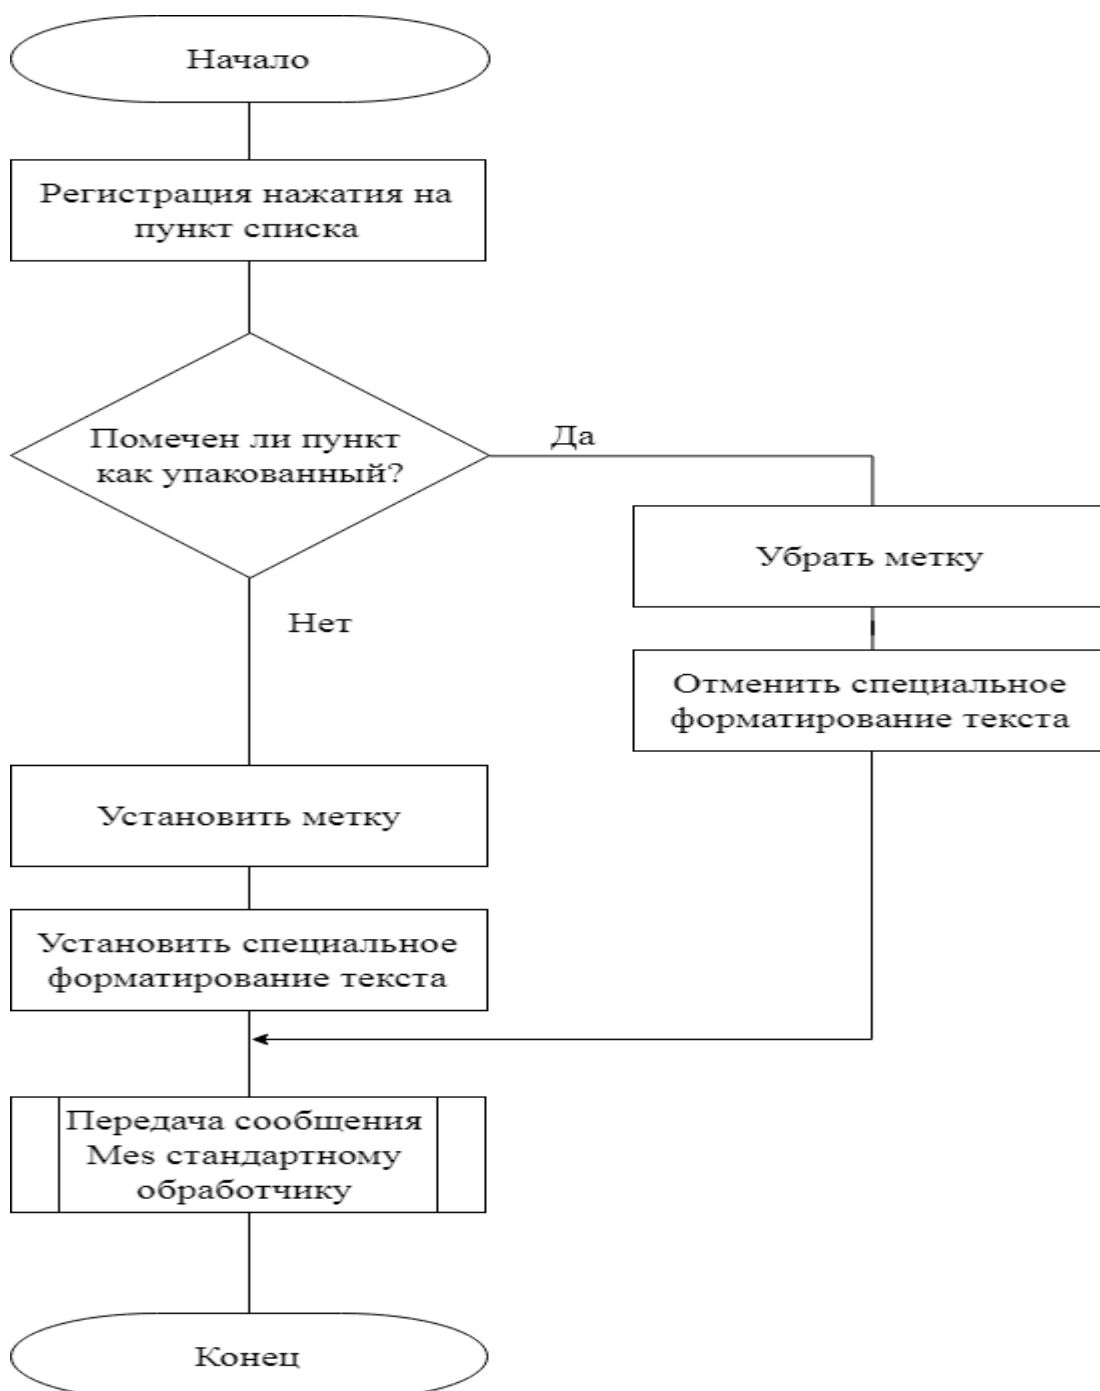 Начало
Регистрация нажатия на
пункт списка
Помечен ли пункт
как упакованный?
Да
Убрать метку
Нет
Отменить специальное
форматирование текста
Установить метку
Установить специальное
форматирование текста
Передача сообщения
Mes стандартному
обработчику
Конец